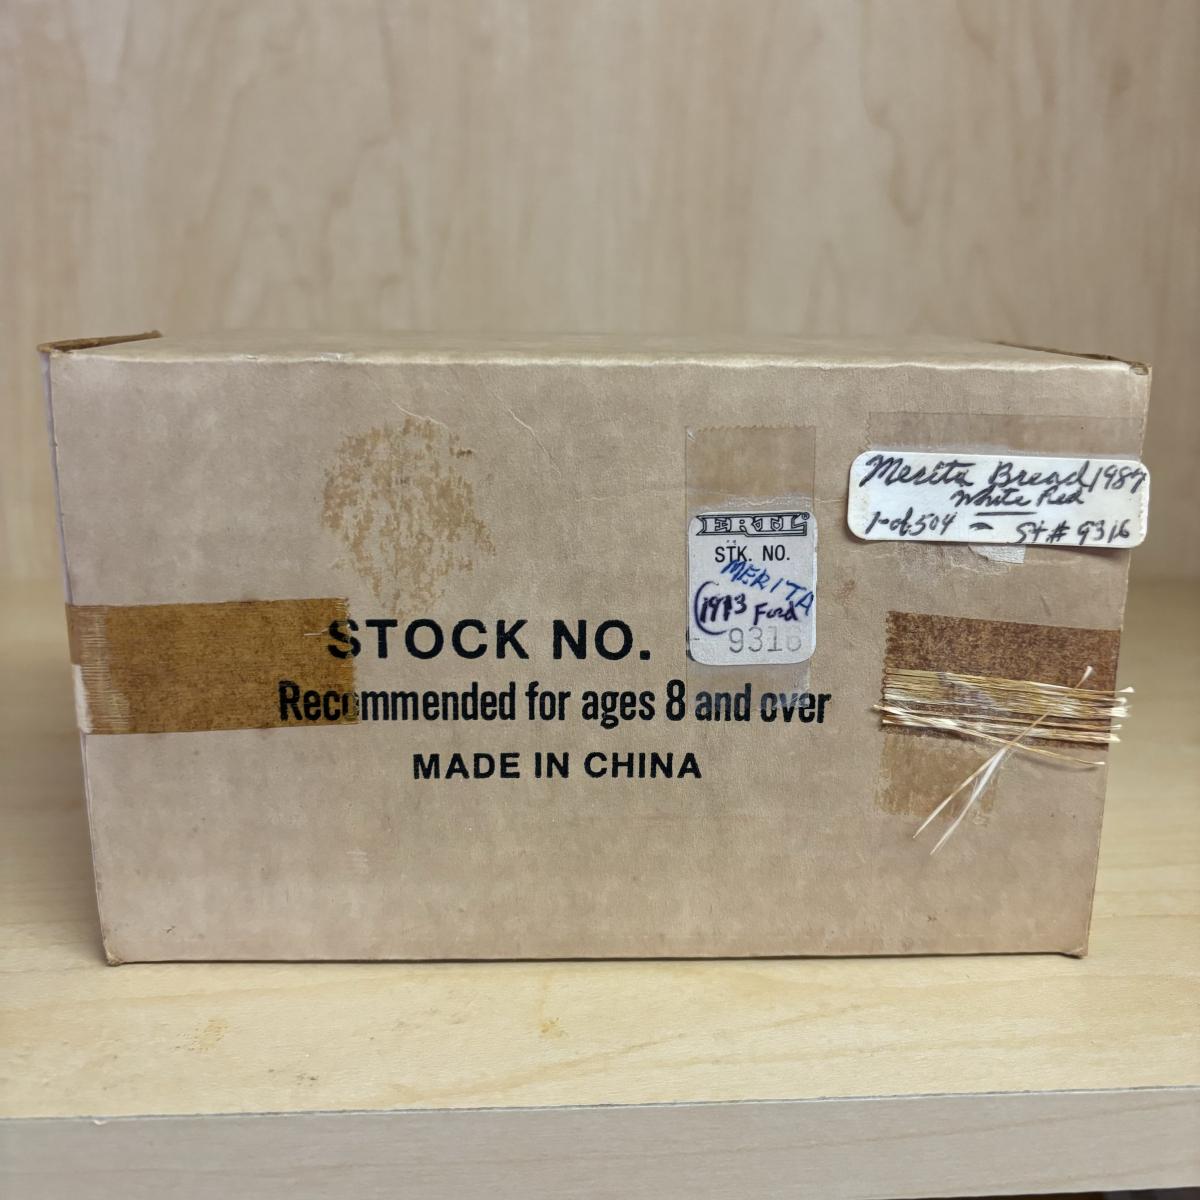 Merita Bread 1987
White Red
1-of 504 - St # 9316
ERTL®
STK. NO.
MERITA
(1913 Ford
9316
STOCK NO.
Recommended for ages 8 and over
MADE IN CHINA